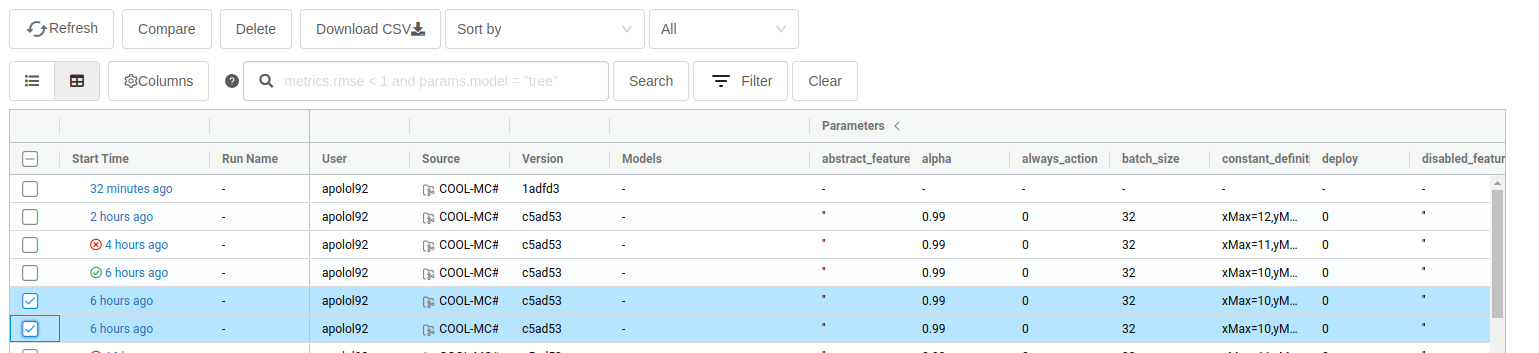 Refresh Compare Delete Download CSV Sort by All
Columns ? metrics.rmse < 1 and params.model = "tree" Search Filter Clear
Parameters <
Start Time Run Name User Source Version Models abstract_feature alpha always_action batch_size constant_definit deploy disabled_featur
32 minutes ago - apolol92 COOL-MC# 1adfd3 - - - - - - - -
2 hours ago - apolol92 COOL-MC# c5ad53 - " 0.99 0 32 xMax=12,yM... 0 "
4 hours ago - apolol92 COOL-MC# c5ad53 - " 0.99 0 32 xMax=11,yM... 0 "
6 hours ago - apolol92 COOL-MC# c5ad53 - " 0.99 0 32 xMax=10,yM... 0 "
6 hours ago - apolol92 COOL-MC# c5ad53 - " 0.99 0 32 xMax=10,yM... 0 "
6 hours ago - apolol92 COOL-MC# c5ad53 - " 0.99 0 32 xMax=10,yM... 0 "